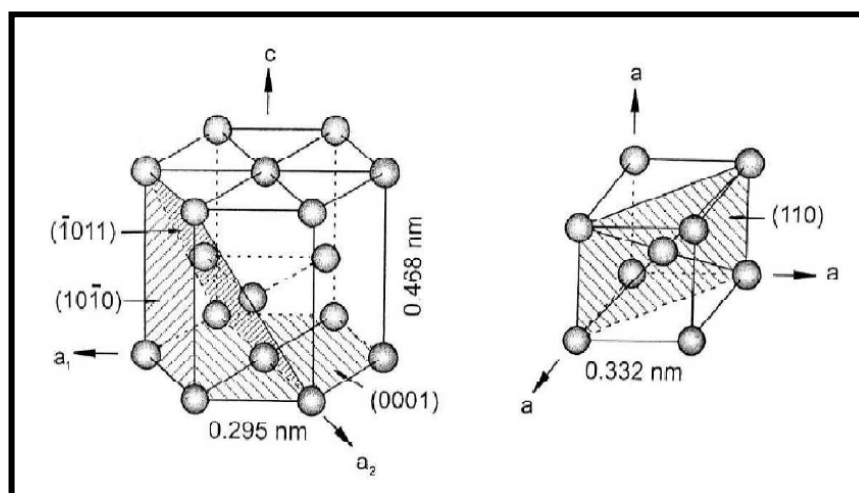 c
(1̄011)
(101̄0)
a₁
0.295 nm
a₂
(0001)
0.468 nm
a
(110)
a
0.332 nm
a